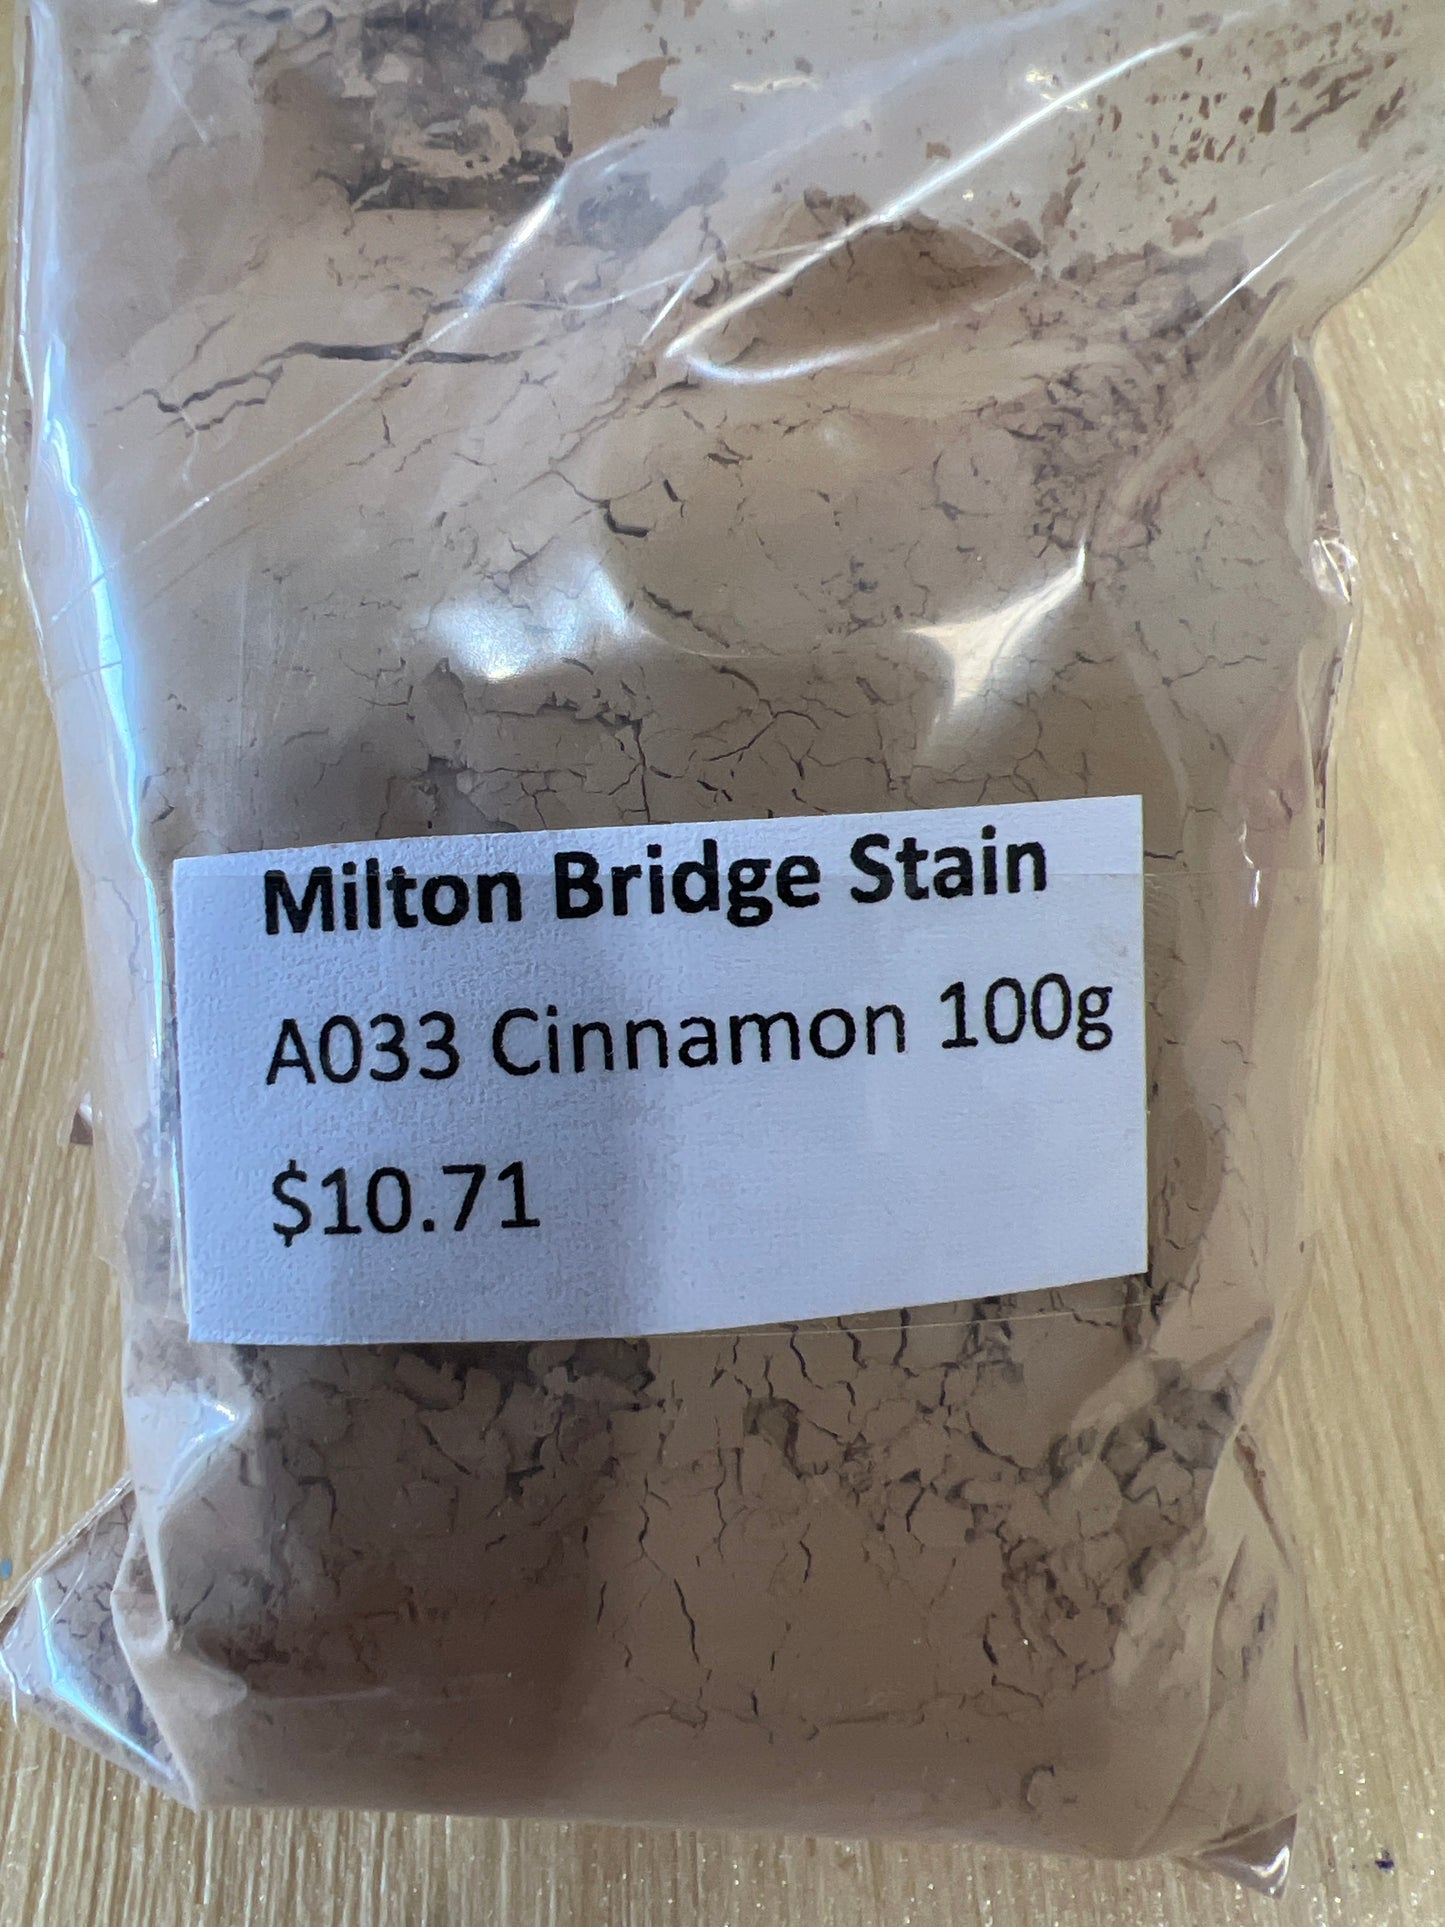 Milton Bridge Stain
A033 Cinnamon 100g
$10.71